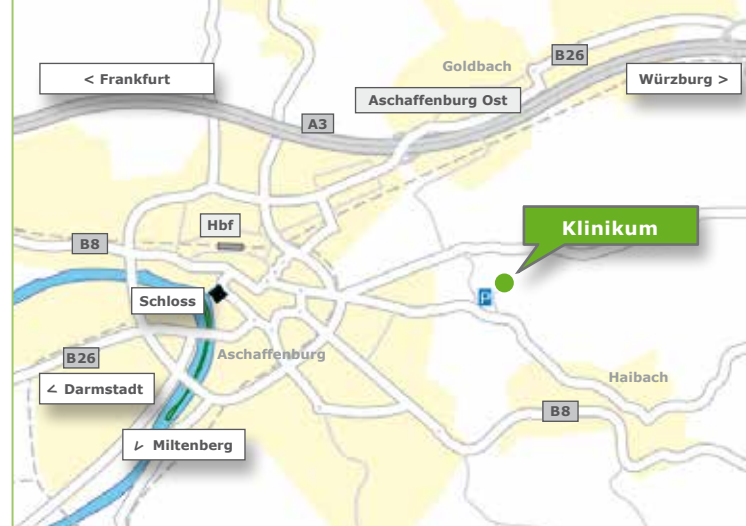 B26
Goldbach
< Frankfurt
Würzburg >
Aschaffenburg Ost
A3
Hbf
Klinikum
B8
P
Schloss
Aschaffenburg
B26
Haibach
< Darmstadt
B8
< Miltenberg